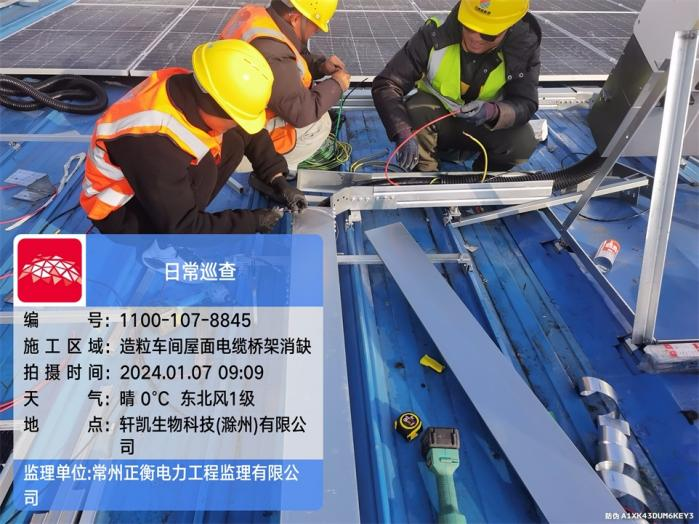 日常巡查
编号：1100-107-8845
施工区域：造粒车间屋面电缆桥架消缺
拍摄时间：2024.01.07 09:09
天气：晴 0℃ 东北风1级
地点：轩凯生物科技(滁州)有限公
司
监理单位:常州正衡电力工程监理有限公
司
防伪 A1XK43DUM6KEY3